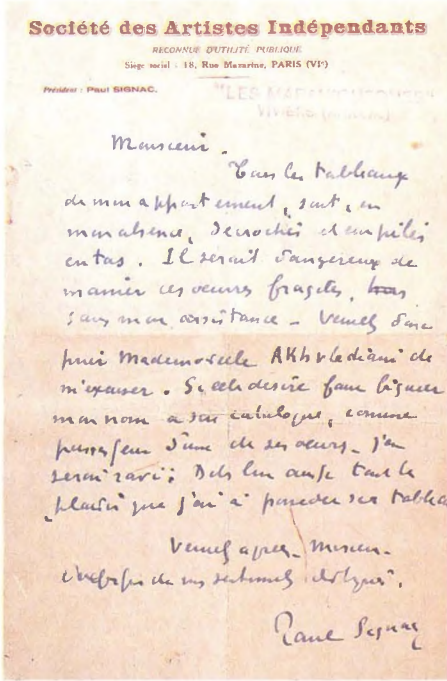 Société des Artistes Indépendants
RECONNUE D'UTILITÉ PUBLIQUE
Siège social : 18, Rue Mazarine, PARIS (VIe)
Président : Paul SIGNAC.
"LES
VIVIERS
Monsieur.
Tous les tableaux
de mon appartement, sont, en
mon absence, décrochés et empilés
en tas. Il serait dangereux de
manier ces oeuvres fragiles,
sans mon assistance – Veuillez donc
prier Mademoiselle Akhvlediani de
m'excuser. Si elle désire faire figurer
mon nom à son catalogue, comme
possesseur d'une de ses oeuvres – j'en
serai ravi ; Dites lui aussi tout le
plaisir que j'ai à posséder ses tableaux
Veuillez agréer – Monsieur –
de mes sentiments distingués.
Paul Signac